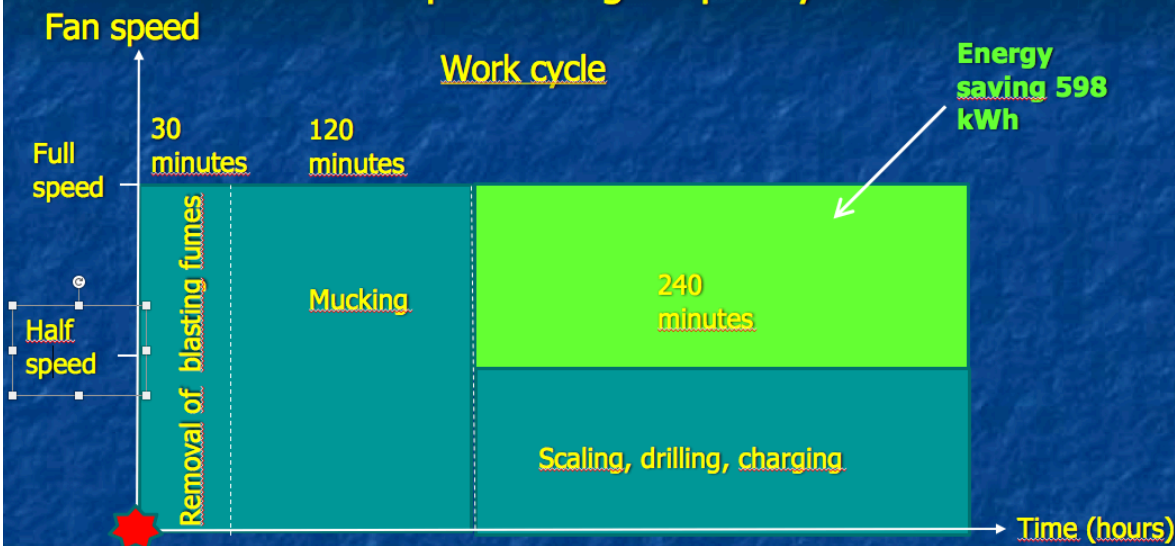 Fan speed
Work cycle
Energy
saving 598
kWh
30
minutes
120
minutes
Full
speed
Removal of blasting fumes
Mucking
240
minutes
Half
speed
Scaling, drilling, charging
Time (hours)